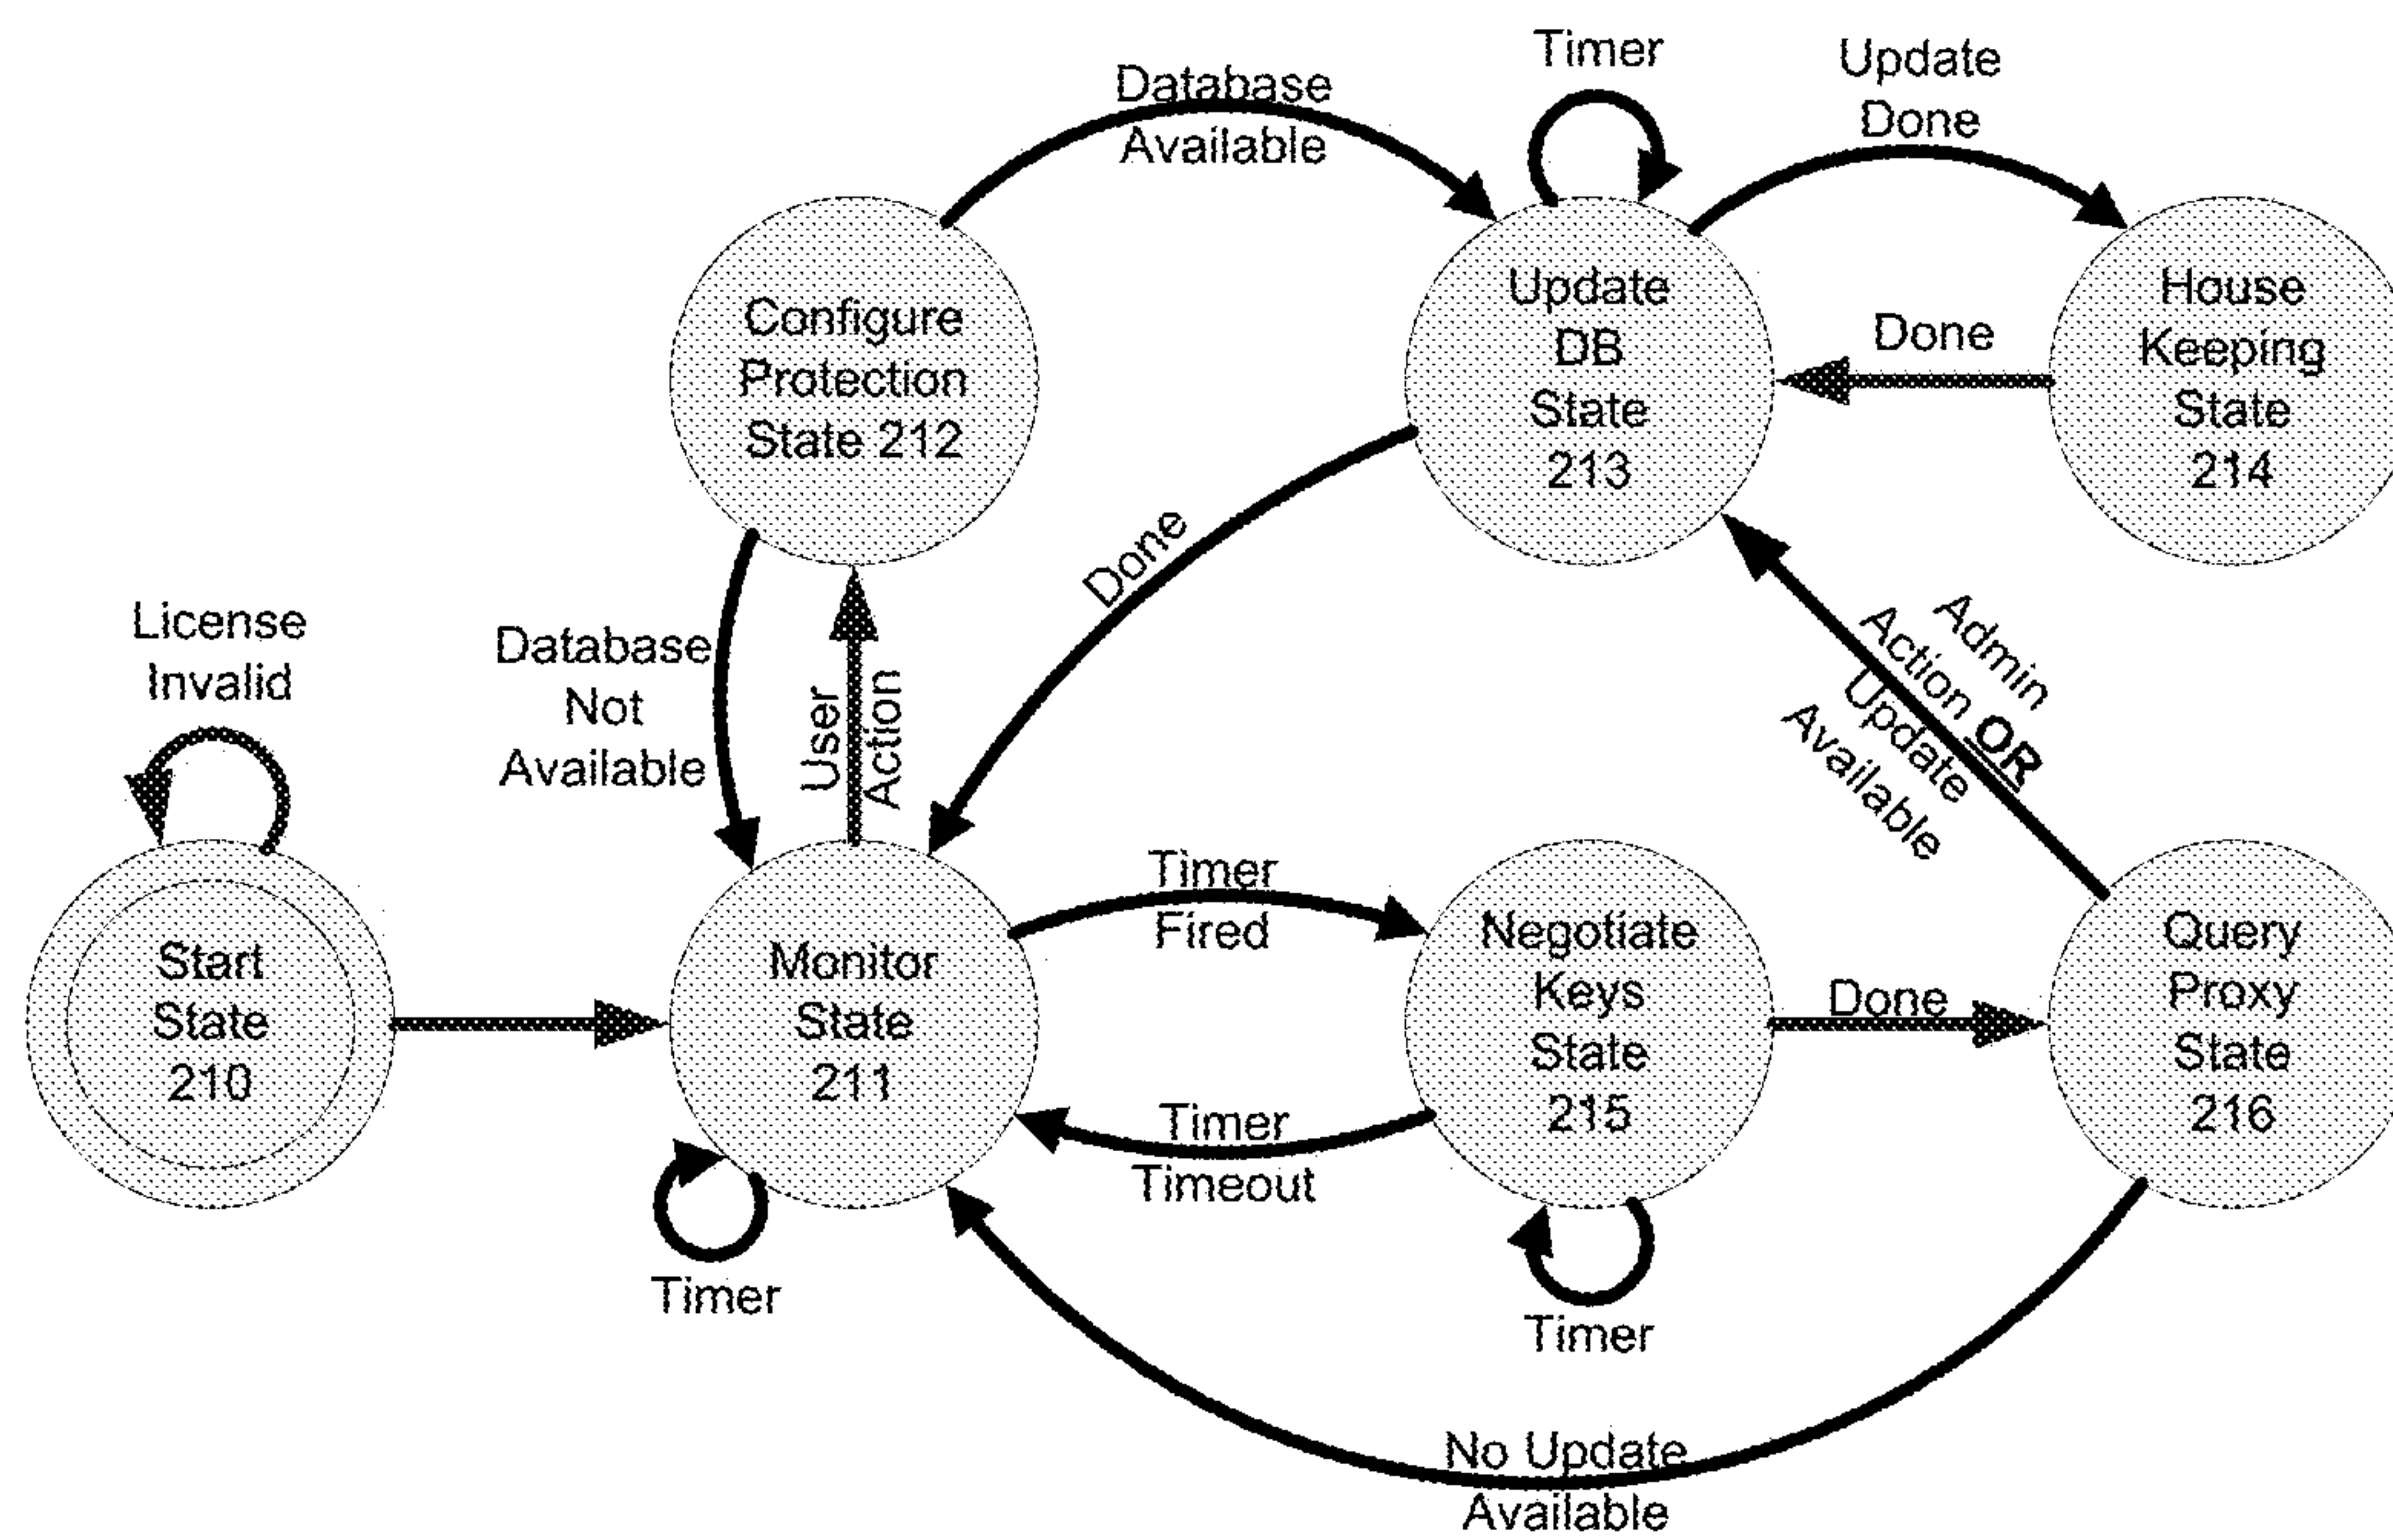 Timer
Update
Done
Database
Available
Update
DB
State
213
House
Keeping
State
214
Done
Configure
Protection
State 212
Done
License
Invalid
Database
Not
Available
User
Action
Admin
Action OR
Update
Available
Timer
Fired
Start
State
210
Monitor
State
211
Negotiate
Keys
State
215
Done
Query
Proxy
State
216
Timer
Timeout
Timer
Timer
No Update
Available